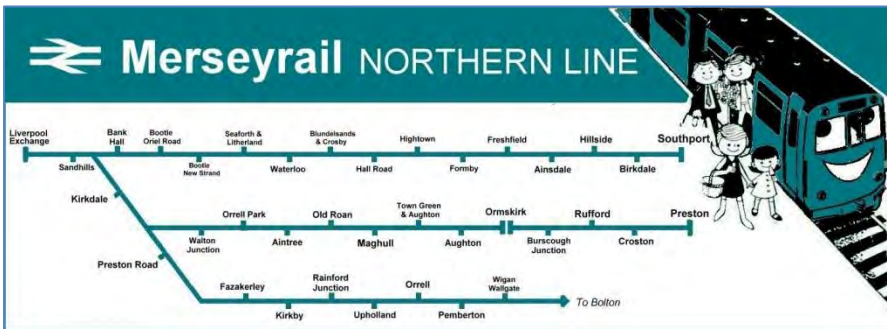 Merseyrail NORTHERN LINE
Liverpool
Exchange
Sandhills
Bank
Hall
Bootle
Oriel Road
Bootle
New Strand
Seaforth &
Litherland
Waterloo
Blundelsands
& Crosby
Hall Road
Hightown
Formby
Freshfield
Ainsdale
Hillside
Birkdale
Southport
Kirkdale
Walton
Junction
Orrell Park
Aintree
Old Roan
Maghull
Town Green
& Aughton
Aughton
Ormskirk
Burscough
Junction
Rufford
Croston
Preston
Preston Road
Fazakerley
Kirkby
Rainford
Junction
Upholland
Orrell
Pemberton
Wigan
Wallgate
To Bolton